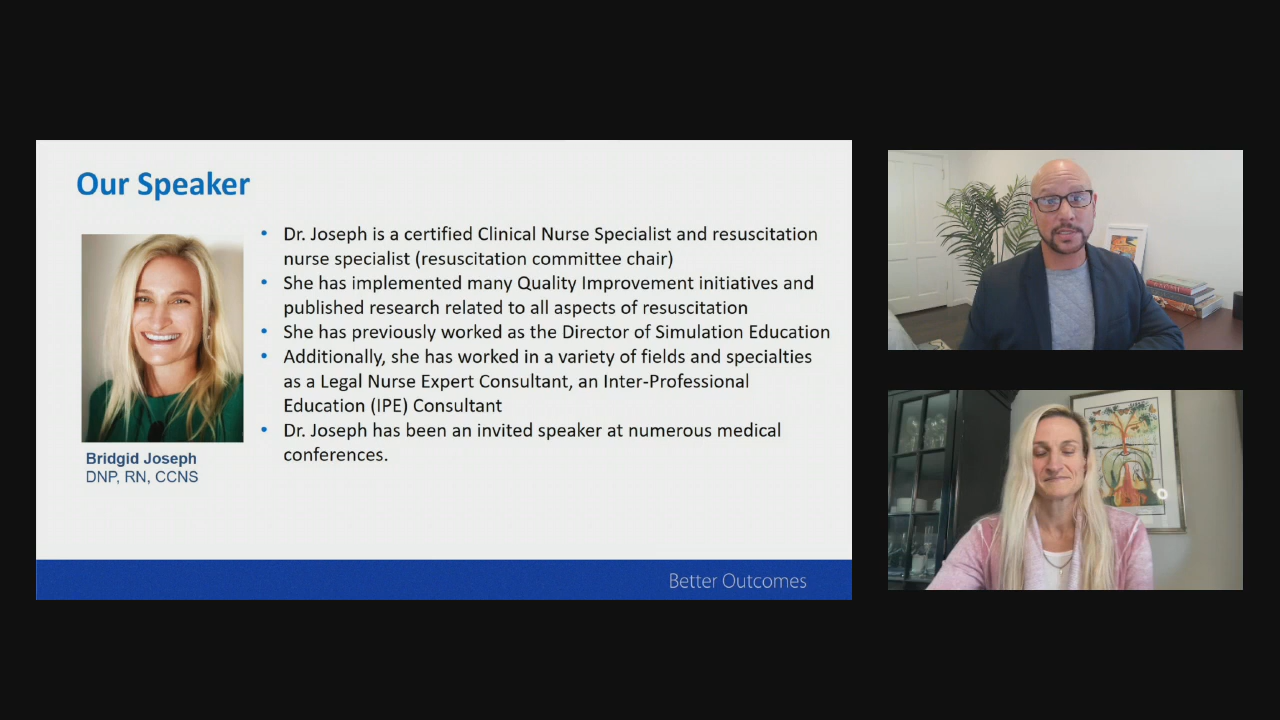 Our Speaker
• Dr. Joseph is a certified Clinical Nurse Specialist and resuscitation
nurse specialist (resuscitation committee chair)
• She has implemented many Quality Improvement initiatives and
published research related to all aspects of resuscitation
• She has previously worked as the Director of Simulation Education
• Additionally, she has worked in a variety of fields and specialties
as a Legal Nurse Expert Consultant, an Inter-Professional
Education (IPE) Consultant
• Dr. Joseph has been an invited speaker at numerous medical
conferences.
Bridgid Joseph
DNP, RN, CCNS
Better Outcomes